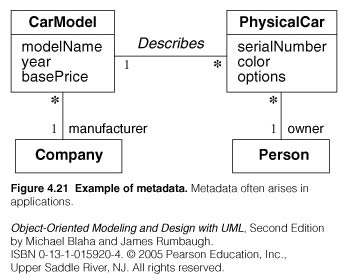 CarModel
PhysicalCar
modelName
year
basePrice
Describes
1
*
serialNumber
color
options
*
*
1 manufacturer
1 owner
Company
Person
Figure 4.21 Example of metadata. Metadata often arises in
applications.
Object-Oriented Modeling and Design with UML, Second Edition
by Michael Blaha and James Rumbaugh.
ISBN 0-13-1-015920-4. © 2005 Pearson Education, Inc.,
Upper Saddle River, NJ. All rights reserved.